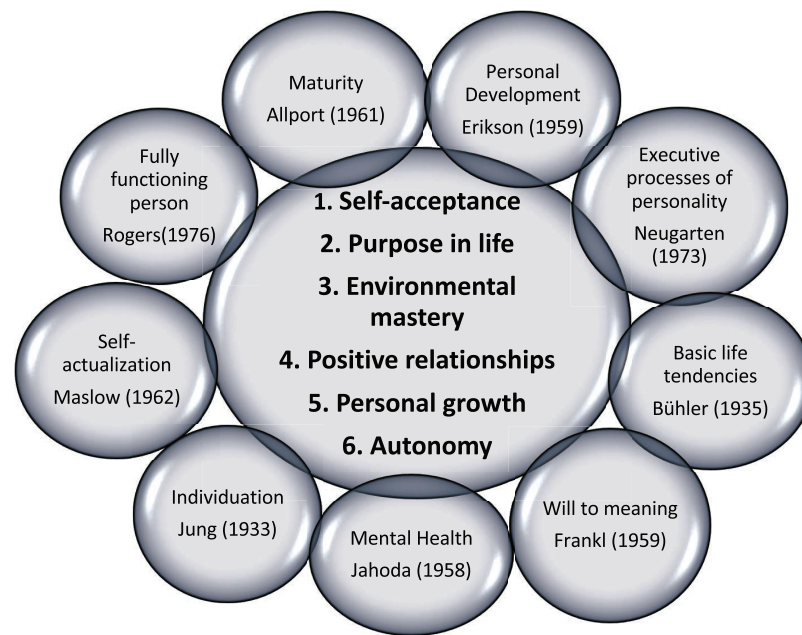 Maturity
Allport (1961)
Personal
Development
Erikson (1959)
Executive
processes of
personality
Neugarten
(1973)
Basic life
tendencies
Bühler (1935)
Will to meaning
Frankl (1959)
Mental Health
Jahoda (1958)
Individuation
Jung (1933)
Self-
actualization
Maslow (1962)
Fully
functioning
person
Rogers(1976)
1. Self-acceptance
2. Purpose in life
3. Environmental
mastery
4. Positive relationships
5. Personal growth
6. Autonomy